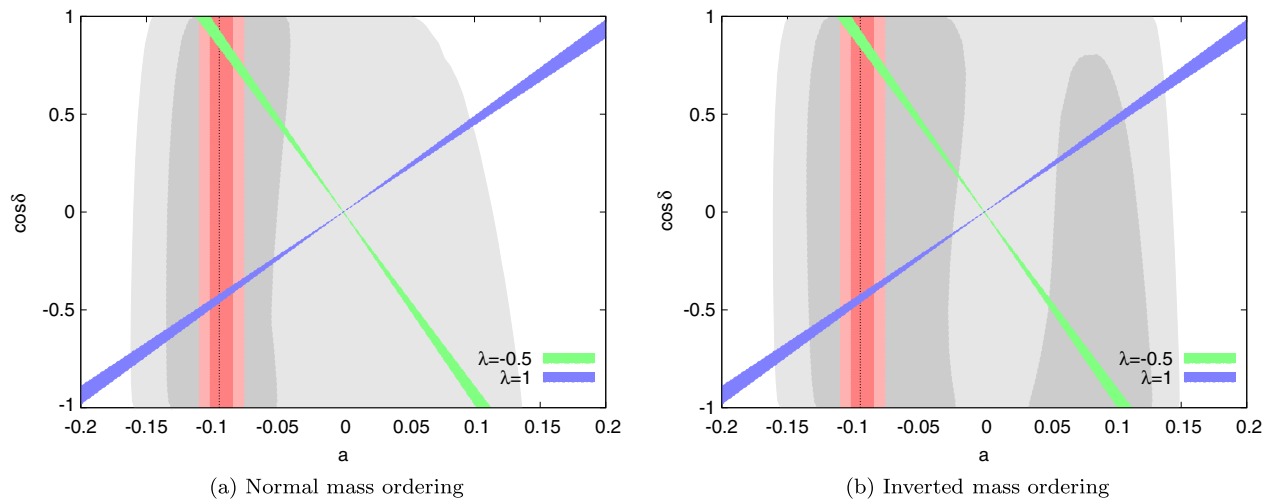 1
0.5
0
-0.5
-1
cosδ
-0.2
-0.15
-0.1
-0.05
0
0.05
0.1
0.15
0.2
a
λ=-0.5
λ=1
(a) Normal mass ordering
1
0.5
0
-0.5
-1
cosδ
-0.2
-0.15
-0.1
-0.05
0
0.05
0.1
0.15
0.2
a
λ=-0.5
λ=1
(b) Inverted mass ordering